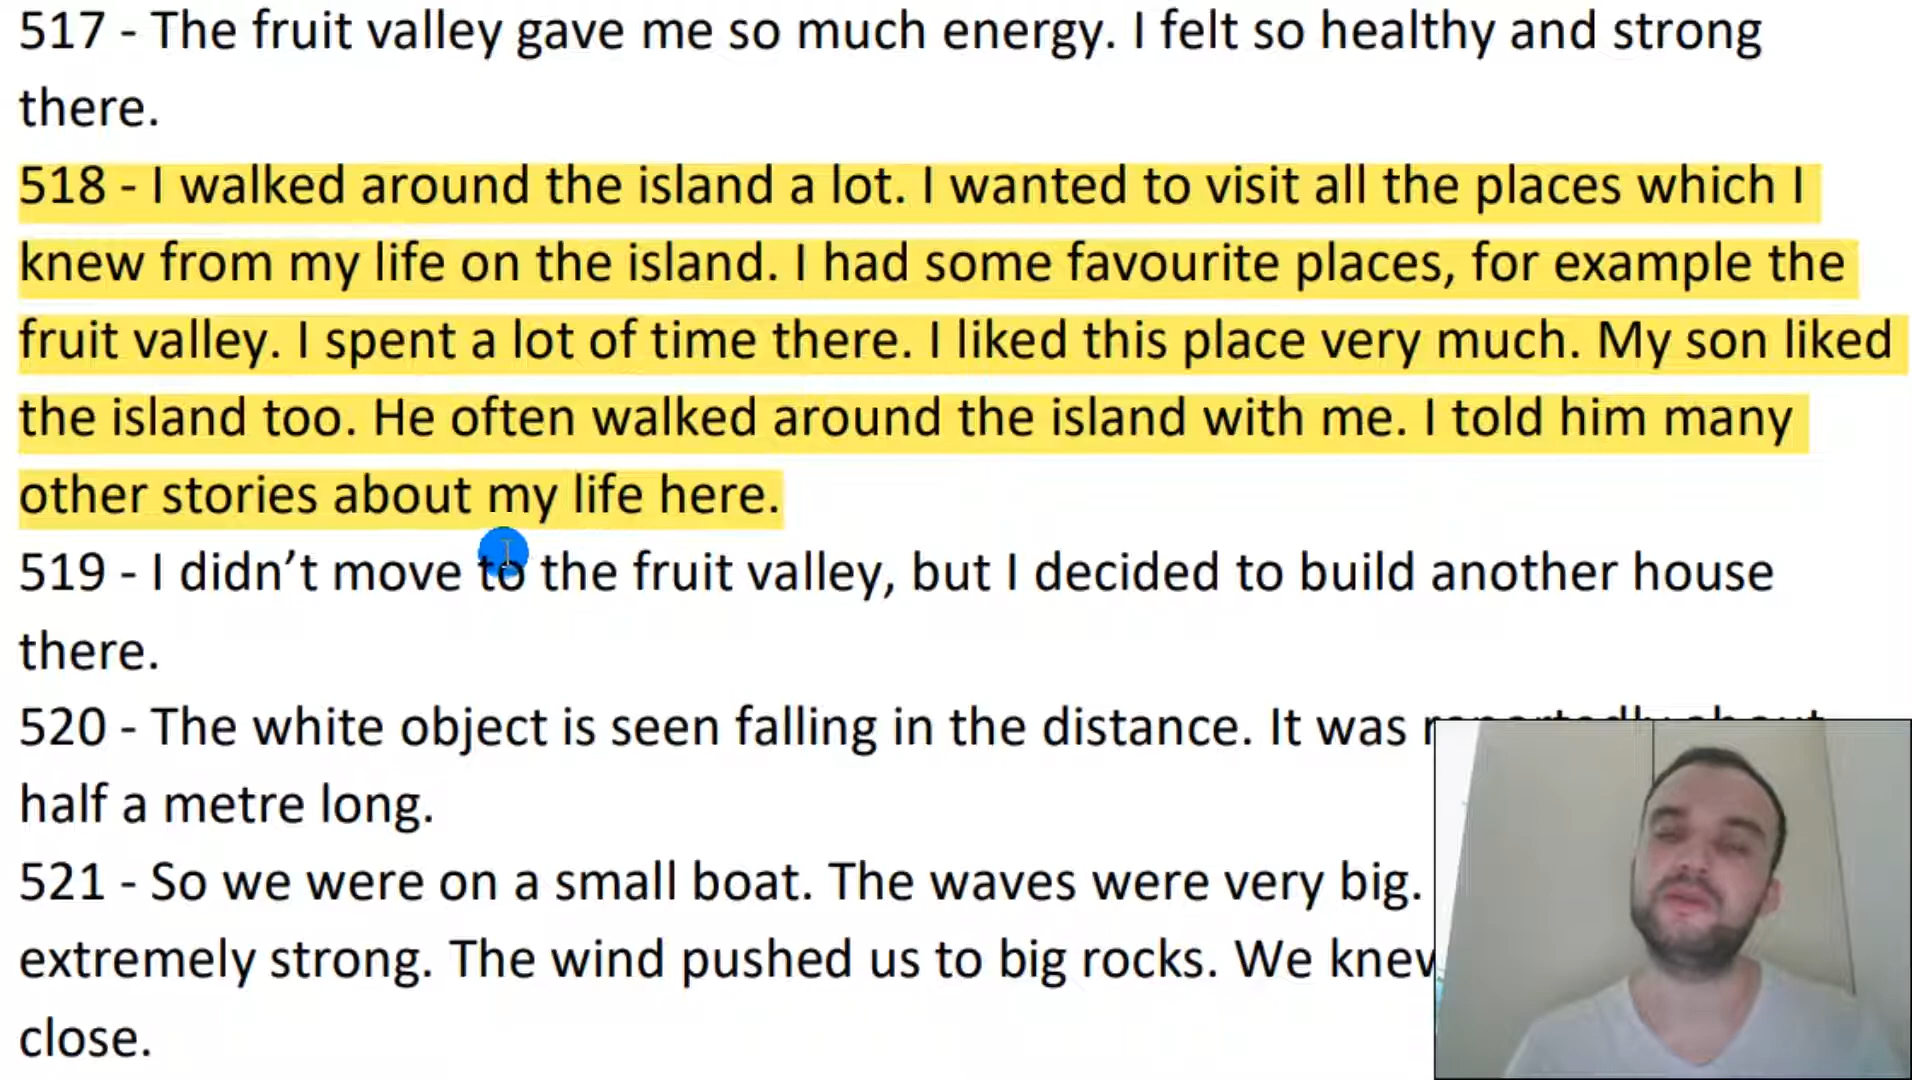 517 - The fruit valley gave me so much energy. I felt so healthy and strong
there.
518 - I walked around the island a lot. I wanted to visit all the places which I
knew from my life on the island. I had some favourite places, for example the
fruit valley. I spent a lot of time there. I liked this place very much. My son liked
the island too. He often walked around the island with me. I told him many
other stories about my life here.
519 - I didn’t move to the fruit valley, but I decided to build another house
there.
520 - The white object is seen falling in the distance. It was reportedly about
half a metre long.
521 - So we were on a small boat. The waves were very big.
extremely strong. The wind pushed us to big rocks. We
close.